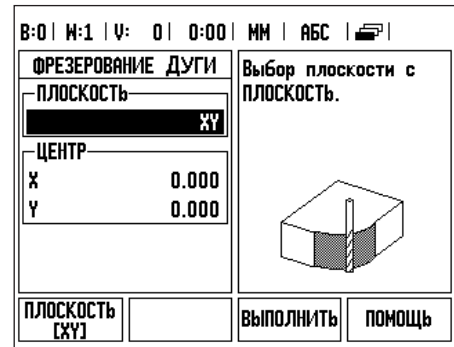 В:0 | W:1 | V: 0 | 0:00 | ММ | АБС |
ФРЕЗЕРОВАНИЕ ДУГИ
ПЛОСКОСТЬ
XY
ЦЕНТР
X 0.000
Y 0.000
Выбор плоскости с
ПЛОСКОСТЬ.
ПЛОСКОСТЬ
[XY]
ВЫПОЛНИТЬ
ПОМОЩЬ